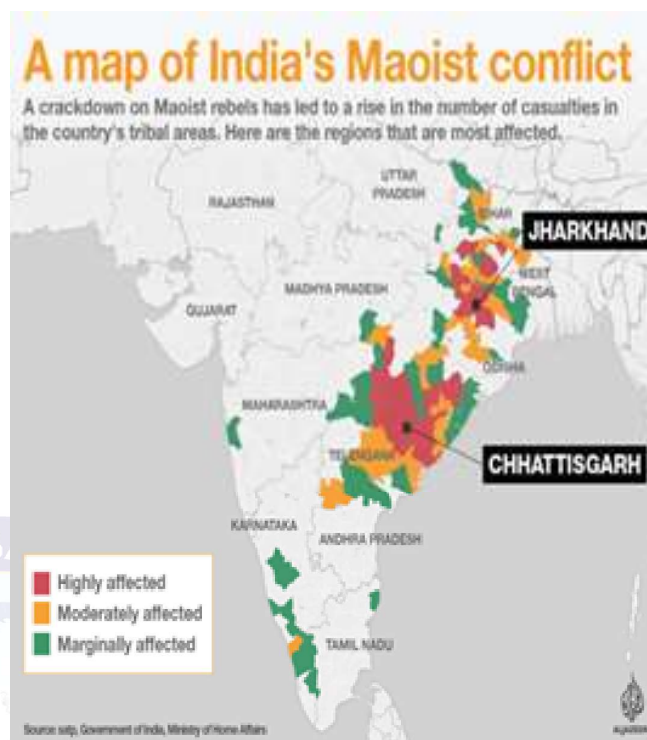 A map of India's Maoist conflict
A crackdown on Maoist rebels has led to a rise in the number of casualties in
the country's tribal areas. Here are the regions that are most affected.
UTTAR
PRADESH
RAJASTHAN
BIHAR
JHARKHAND
WEST
BENGAL
MADHYA PRADESH
GUJARAT
ODISHA
MAHARASHTRA
TELENGANA
CHHATTISGARH
KARNATAKA
ANDHRA PRADESH
Highly affected
Moderately affected
Marginally affected
TAMIL NADU
Source: satp, Government of India, Ministry of Home Affairs
ALJAZEERA